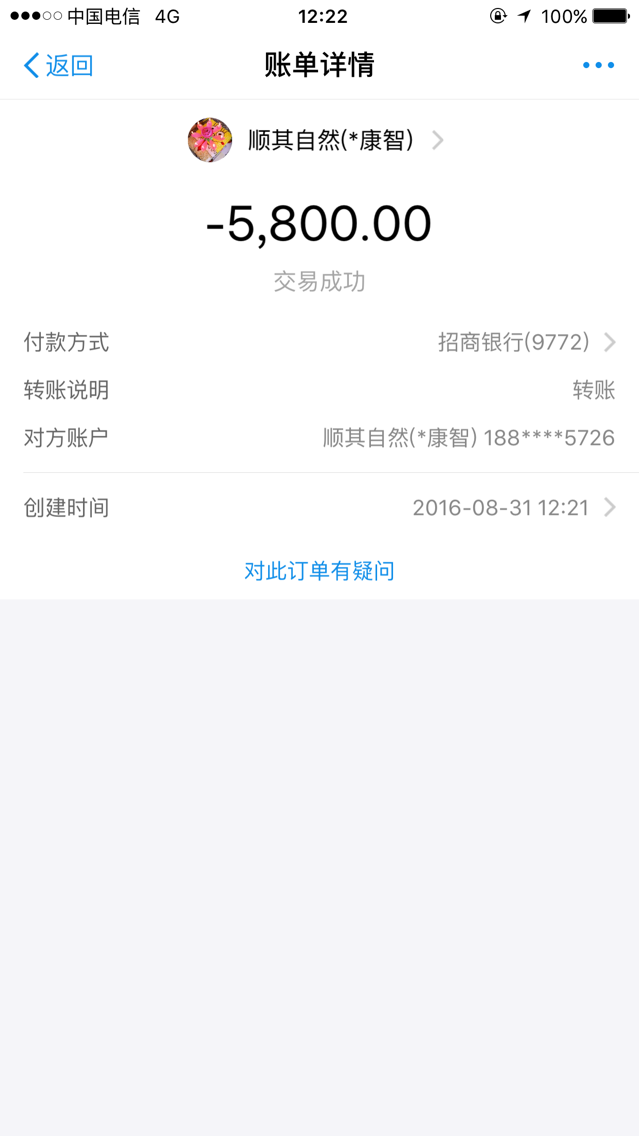 中国电信 4G 12:22 100%
返回 账单详情
顺其自然(*康智)
-5,800.00
交易成功
付款方式 招商银行(9772)
转账说明 转账
对方账户 顺其自然(*康智) 188****5726
创建时间 2016-08-31 12:21
对此订单有疑问